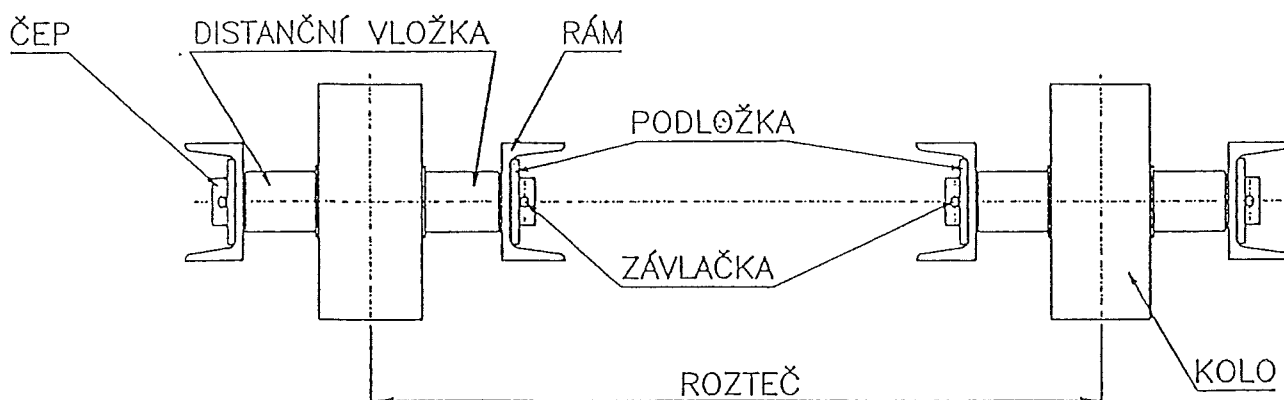 ČEP
DISTANČNÍ VLOŽKA
RÁM
PODLOŽKA
ZÁVLAČKA
KOLO
ROZTEČ